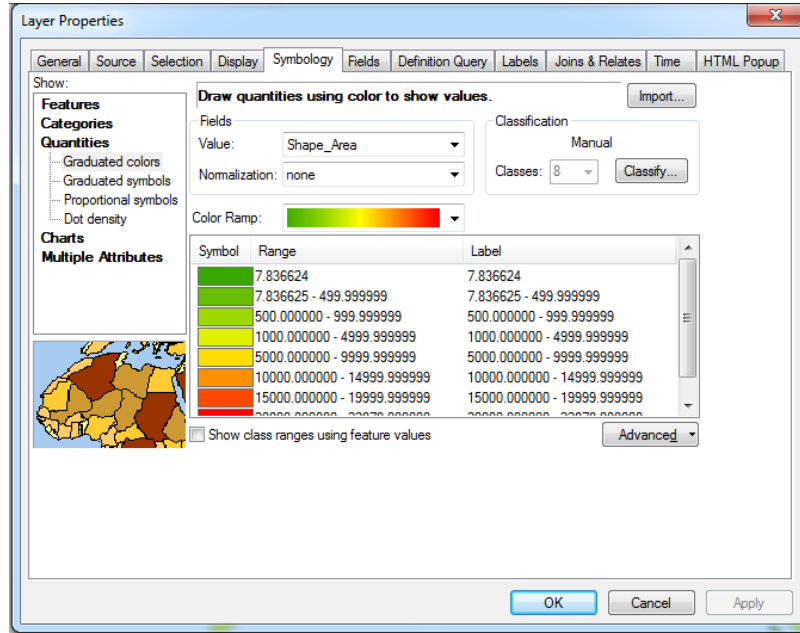 Layer Properties
General Source Selection Display Symbology Fields Definition Query Labels Joins & Relates Time HTML Popup
Show:
Features
Categories
Quantities
Graduated colors
Graduated symbols
Proportional symbols
Dot density
Charts
Multiple Attributes
Draw quantities using color to show values.
Import...
Fields
Value: Shape_Area
Normalization: none
Classification
Manual
Classes: 8 Classify...
Color Ramp:
Symbol Range Label
7.836624 7.836624
7.836625 - 499.999999 7.836625 - 499.999999
500.000000 - 999.999999 500.000000 - 999.999999
1000.000000 - 4999.999999 1000.000000 - 4999.999999
5000.000000 - 9999.999999 5000.000000 - 9999.999999
10000.000000 - 14999.999999 10000.000000 - 14999.999999
15000.000000 - 19999.999999 15000.000000 - 19999.999999
Show class ranges using feature values
Advanced
OK Cancel Apply